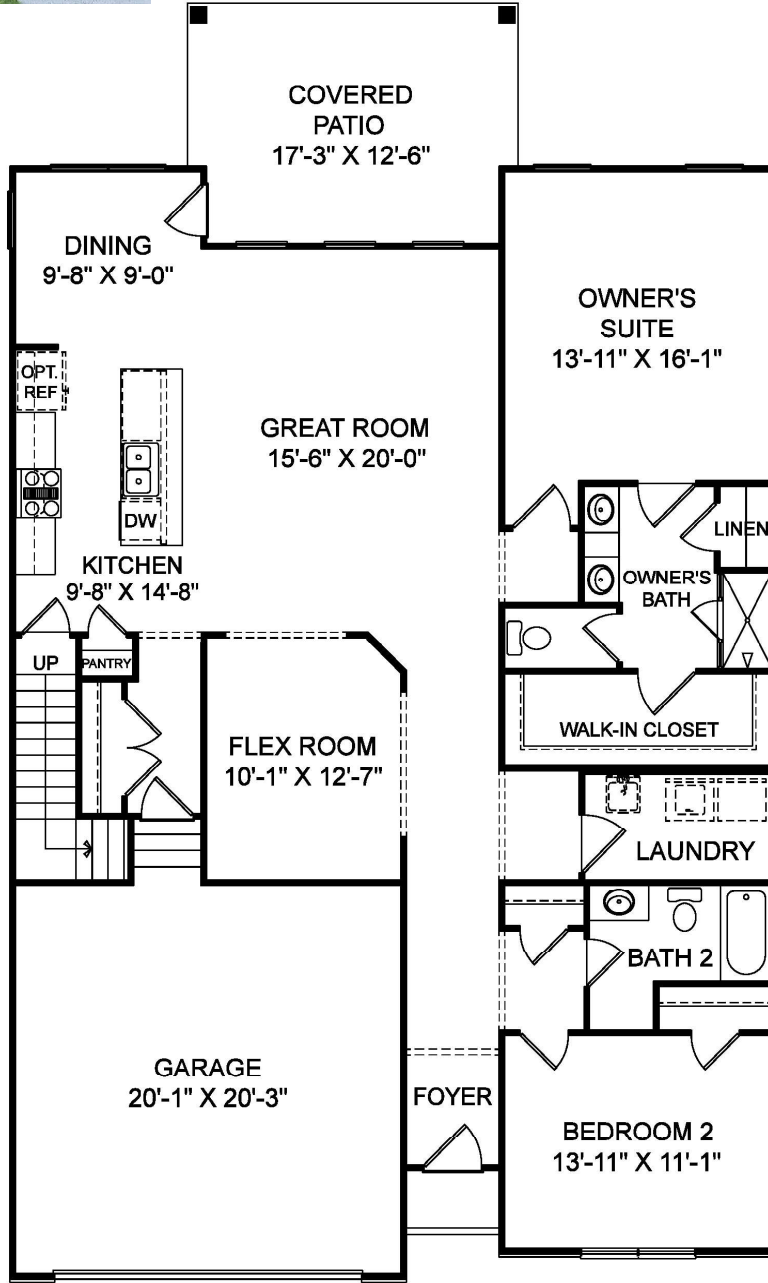 COVERED
PATIO
17'-3" X 12'-6"
DINING
9'-8" X 9'-0"
OWNER'S
SUITE
13'-11" X 16'-1"
OPT.
REF
GREAT ROOM
15'-6" X 20'-0"
DW
LINEN
KITCHEN
9'-8" X 14'-8"
OWNER'S
BATH
UP
PANTRY
WALK-IN CLOSET
FLEX ROOM
10'-1" X 12'-7"
LAUNDRY
BATH 2
GARAGE
20'-1" X 20'-3"
FOYER
BEDROOM 2
13'-11" X 11'-1"